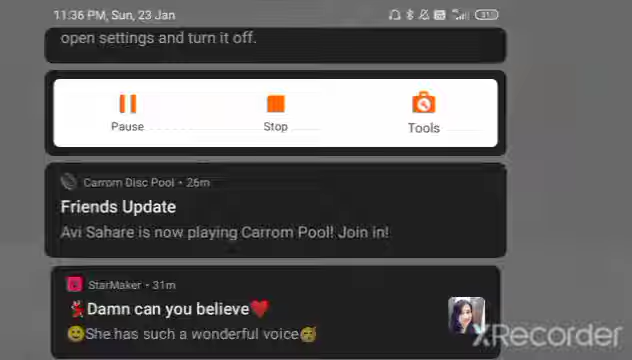 11:36 PM, Sun, 23 Jan
31
open settings and turn it off.
Pause
Stop
Tools
Carrom Disc Pool • 26m
Friends Update
Avi Sahare is now playing Carrom Pool! Join in!
StarMaker • 31m
💃Damn can you believe❤️
😍She has such a wonderful voice🥳
XRecorder